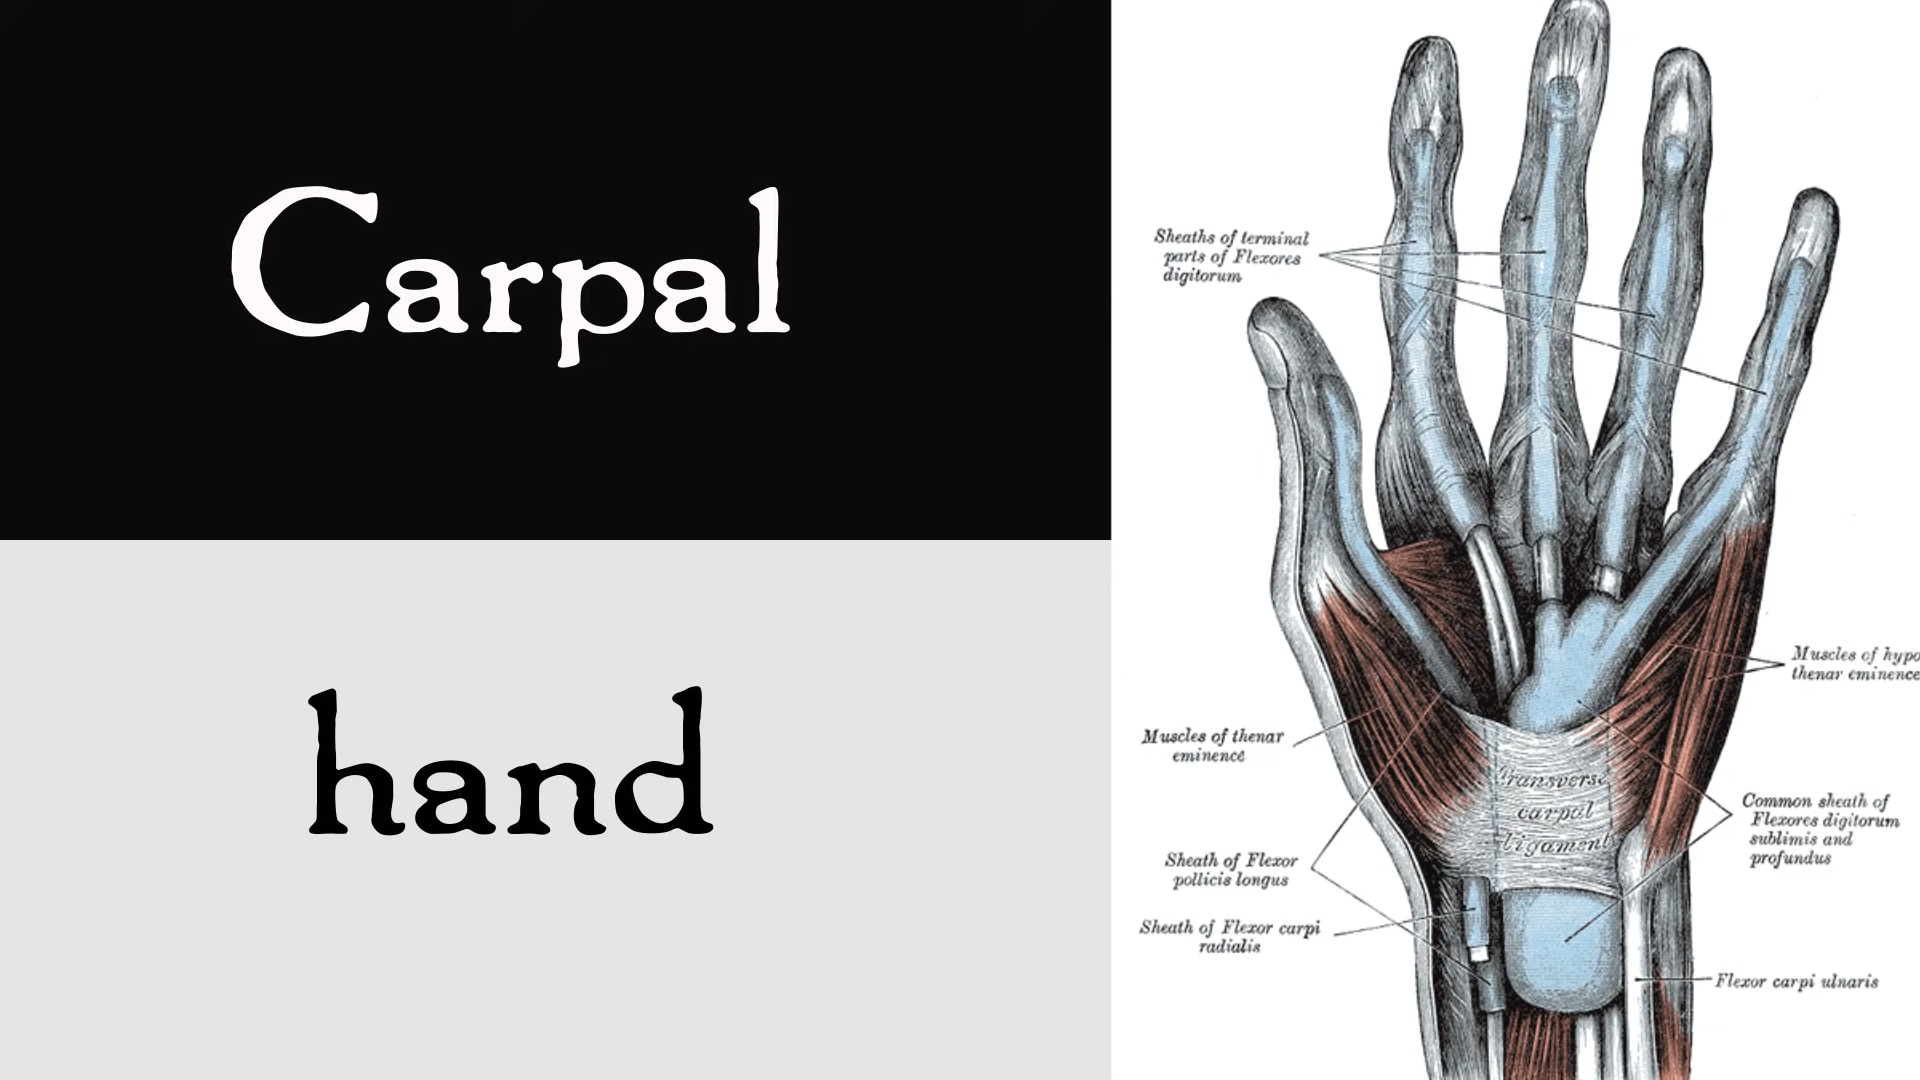 Carpal
hand
Sheaths of terminal
parts of Flexores
digitorum
Muscles of hypo
thenar eminence
Muscles of thenar
eminence
Transverse
carpal
ligament
Common sheath of
Flexores digitorum
sublimis and
profundus
Sheath of Flexor
pollicis longus
Sheath of Flexor carpi
radialis
Flexor carpi ulnaris